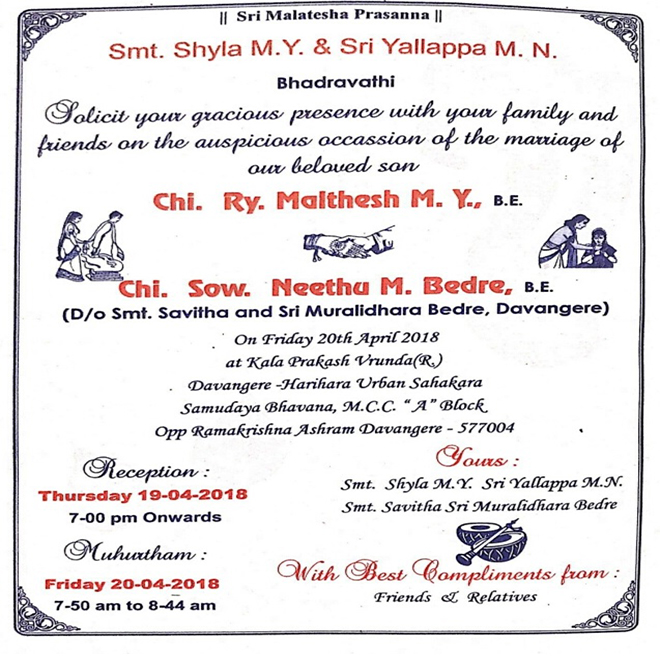 || Sri Malatesha Prasanna ||
Smt. Shyla M.Y. & Sri Yallappa M. N.
Bhadravathi
Solicit your gracious presence with your family and
friends on the auspicious occassion of the marriage of
our beloved son
Chi. Ry. Malthesh M. Y., B.E.
Chi. Sow. Neethu M. Bedre, B.E.
(D/o Smt. Savitha and Sri Muralidhara Bedre, Davangere)
On Friday 20th April 2018
at Kala Prakash Vrunda(R.)
Davangere -Harihara Urban Sahakara
Samudaya Bhavana, M.C.C. “A” Block
Opp Ramakrishna Ashram Davangere - 577004
Reception :
Thursday 19-04-2018
7-00 pm Onwards
Muhurtham :
Friday 20-04-2018
7-50 am to 8-44 am
Yours :
Smt. Shyla M.Y. Sri Yallappa M.N.
Smt. Savitha Sri Muralidhara Bedre
With Best Compliments from :
Friends & Relatives